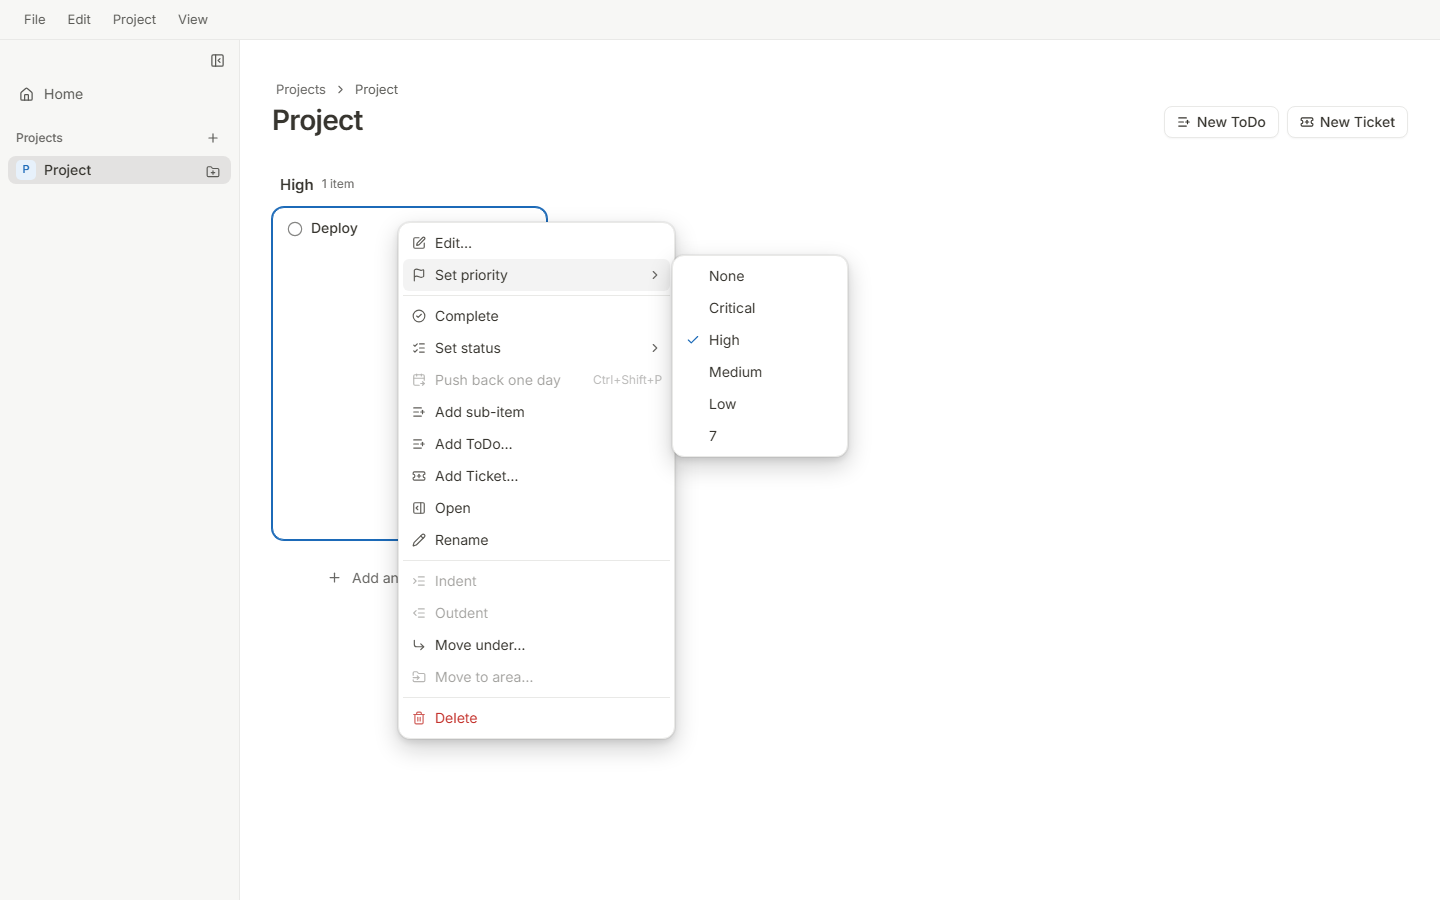 File Edit Project View
Home
Projects
P Project
Projects > Project
Project
New ToDo New Ticket
High 1 item
Deploy
Add an
Edit...
Set priority
Complete
Set status
Push back one day Ctrl+Shift+P
Add sub-item
Add ToDo...
Add Ticket...
Open
Rename
Indent
Outdent
Move under...
Move to area...
Delete
None
Critical
High
Medium
Low
7